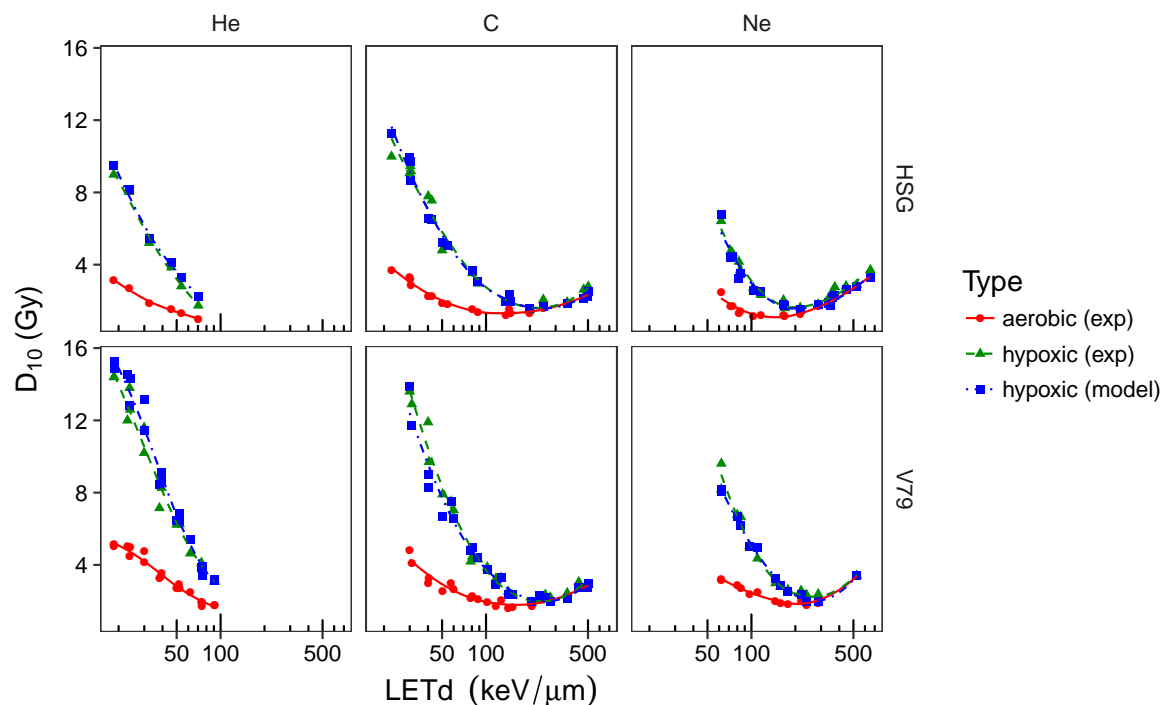 He C Ne
16
12
8
4
HSG
16
12
8
4
V79
D10 (Gy)
50 100 500 50 100 500 50 100 500
LETd (keV/μm)
Type
aerobic (exp)
hypoxic (exp)
hypoxic (model)